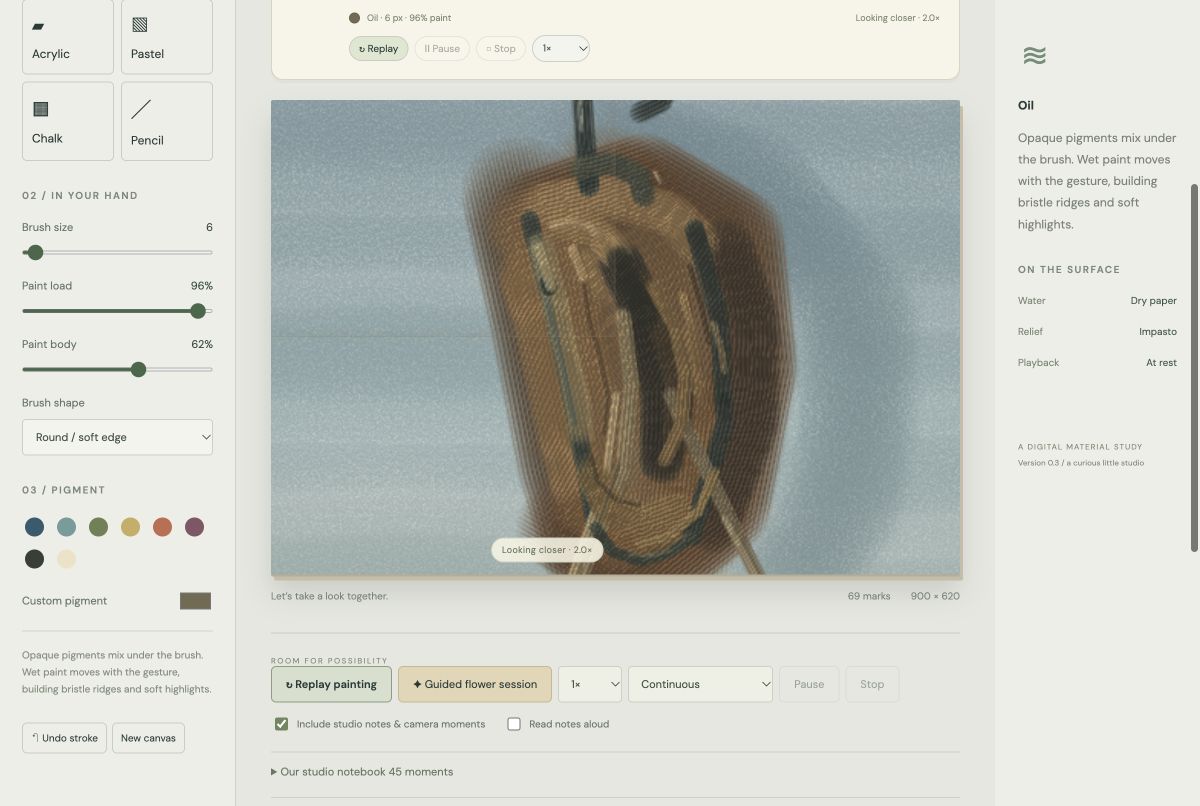 Acrylic
Pastel
Chalk
Pencil
02 / IN YOUR HAND
Brush size 6
Paint load 96%
Paint body 62%
Brush shape
Round / soft edge
03 / PIGMENT
Custom pigment
Opaque pigments mix under the brush.
Wet paint moves with the gesture,
building bristle ridges and soft highlights.
Undo stroke
New canvas
Oil · 6 px · 96% paint
Looking closer · 2.0×
↻ Replay
II Pause
□ Stop
1×
Looking closer · 2.0×
Let's take a look together.
69 marks
900 × 620
ROOM FOR POSSIBILITY
↻ Replay painting
✦ Guided flower session
1×
Continuous
Pause
Stop
Include studio notes & camera moments
Read notes aloud
▶ Our studio notebook 45 moments
Oil
Opaque pigments mix under
the brush. Wet paint moves
with the gesture, building
bristle ridges and soft
highlights.
ON THE SURFACE
Water Dry paper
Relief Impasto
Playback At rest
A DIGITAL MATERIAL STUDY
Version 0.3 / a curious little studio